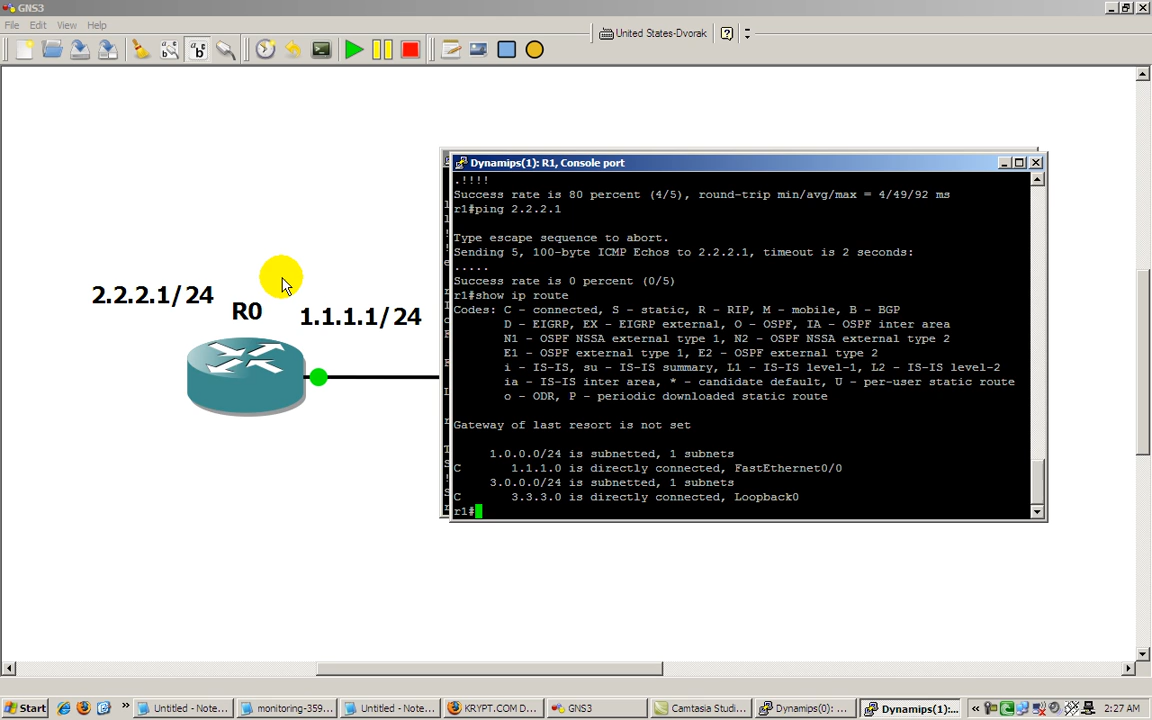 GNS3
File Edit View Help
United States-Dvorak
Dynamips(1): R1, Console port
.!!!!
Success rate is 80 percent (4/5), round-trip min/avg/max = 4/49/92 ms
r1#ping 2.2.2.1
Type escape sequence to abort.
Sending 5, 100-byte ICMP Echos to 2.2.2.1, timeout is 2 seconds:
.....
Success rate is 0 percent (0/5)
r1#show ip route
Codes: C - connected, S - static, R - RIP, M - mobile, B - BGP
D - EIGRP, EX - EIGRP external, O - OSPF, IA - OSPF inter area
N1 - OSPF NSSA external type 1, N2 - OSPF NSSA external type 2
E1 - OSPF external type 1, E2 - OSPF external type 2
i - IS-IS, su - IS-IS summary, L1 - IS-IS level-1, L2 - IS-IS level-2
ia - IS-IS inter area, * - candidate default, U - per-user static route
o - ODR, P - periodic downloaded static route
Gateway of last resort is not set
1.0.0.0/24 is subnetted, 1 subnets
C 1.1.1.0 is directly connected, FastEthernet0/0
3.0.0.0/24 is subnetted, 1 subnets
C 3.3.3.0 is directly connected, Loopback0
r1#
2.2.2.1/24
R0
1.1.1.1/24
Start
Untitled - Note...
monitoring-359...
Untitled - Note...
KRYPT.COM D...
GNS3
Camtasia Studi...
Dynamips(0): ...
Dynamips(1):...
2:27 AM